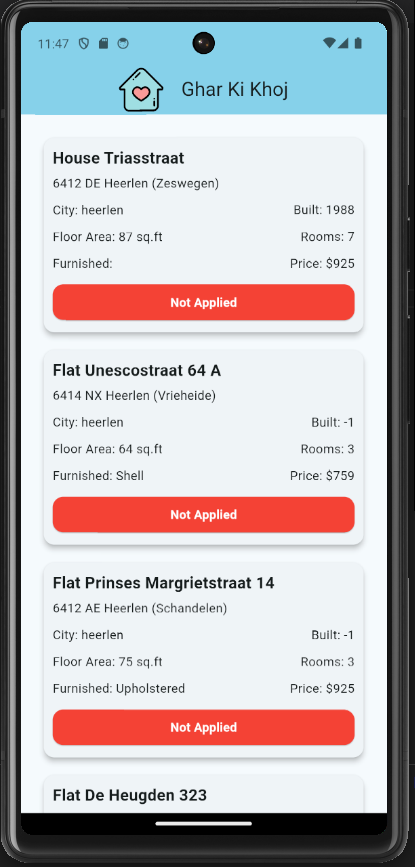 11:47
Ghar Ki Khoj
House Triasstraat
6412 DE Heerlen (Zeswegen)
City: heerlen Built: 1988
Floor Area: 87 sq.ft Rooms: 7
Furnished: Price: $925
Not Applied
Flat Unescostraat 64 A
6414 NX Heerlen (Vrieheide)
City: heerlen Built: -1
Floor Area: 64 sq.ft Rooms: 3
Furnished: Shell Price: $759
Not Applied
Flat Prinses Margrietstraat 14
6412 AE Heerlen (Schandelen)
City: heerlen Built: -1
Floor Area: 75 sq.ft Rooms: 3
Furnished: Upholstered Price: $925
Not Applied
Flat De Heugden 323